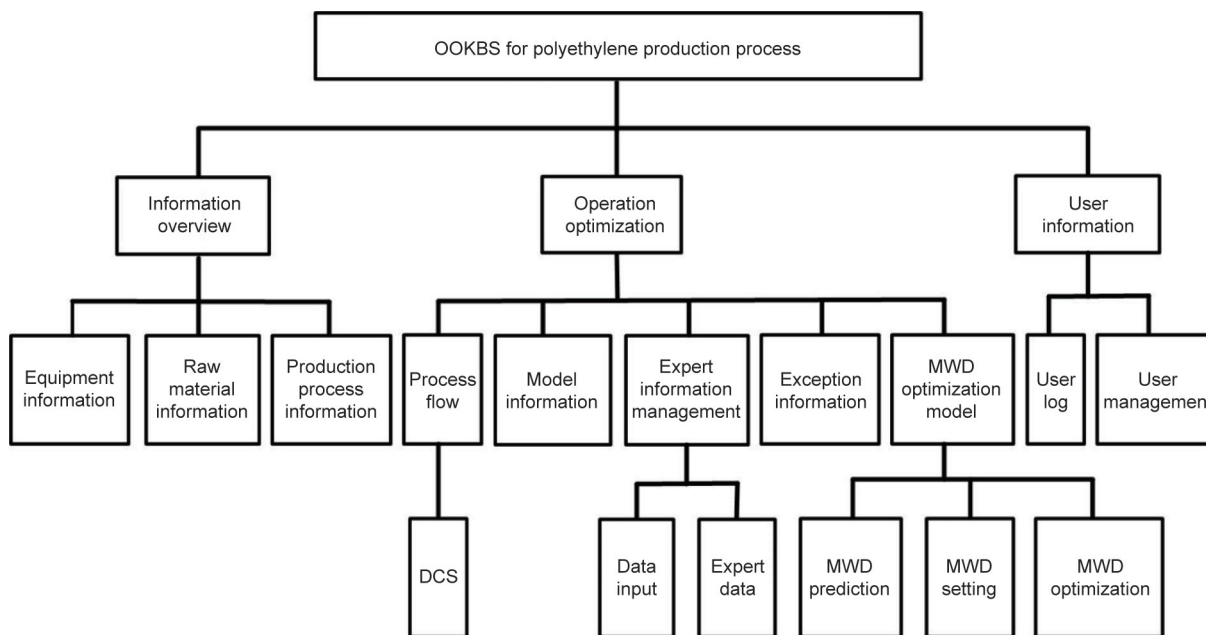 OOKBS for polyethylene production process
Information
overview
Operation
optimization
User
information
Equipment
information
Raw
material
information
Production
process
information
Process
flow
Model
information
Expert
information
management
Exception
information
MWD
optimization
model
User
log
User
management
DCS
Data
input
Expert
data
MWD
prediction
MWD
setting
MWD
optimization